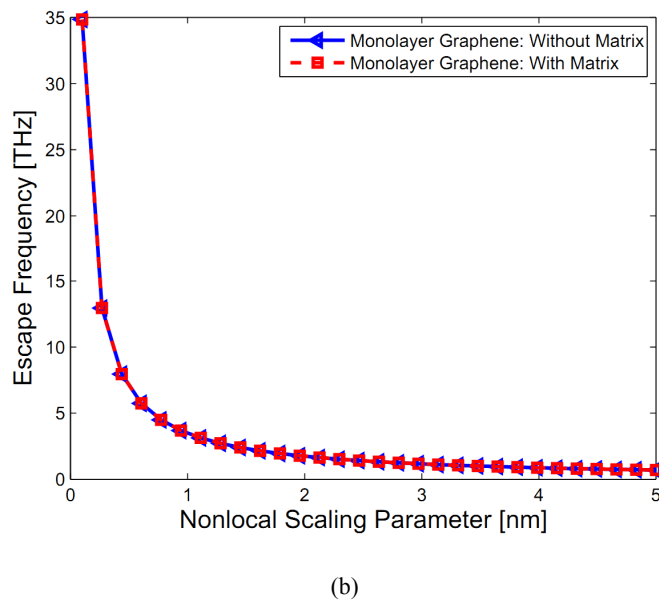 35
30
25
20
15
10
5
0
Escape Frequency [THz]
Monolayer Graphene: Without Matrix
Monolayer Graphene: With Matrix
0 1 2 3 4 5
Nonlocal Scaling Parameter [nm]
(b)